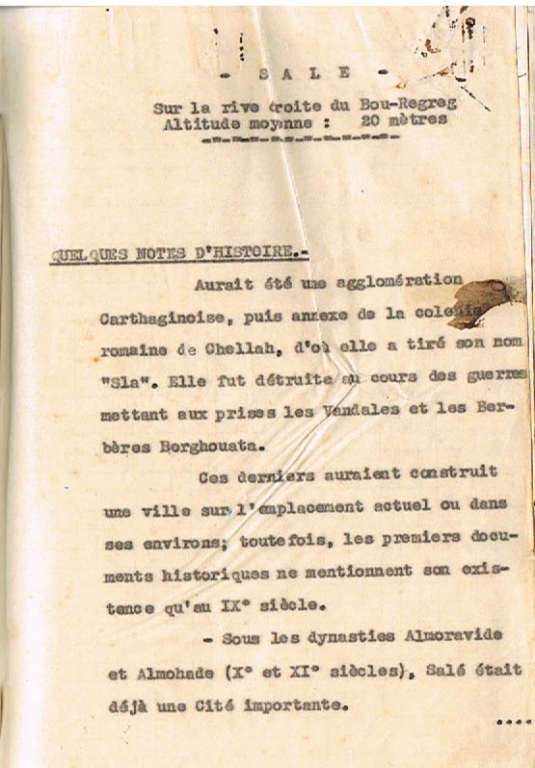 - S A L E -
Sur la rive droite du Bou-Regreg
Altitude moyenne : 20 mètres
QUELQUES NOTES D'HISTOIRE.-
Aurait été une agglomération
Carthaginoise, puis annexe de la colonie
romaine de Chellah, d'où elle a tiré son nom
"Sla". Elle fut détruite au cours des guerres
mettant aux prises les Vandales et les Ber-
bères Borghouata.
Ces derniers auraient construit
une ville sur l'emplacement actuel ou dans
ses environs; toutefois, les premiers docu-
ments historiques ne mentionnent son exis-
tence qu'au IX° siècle.
- Sous les dynasties Almoravide
et Almohade (X° et XI° siècles), Salé était
déjà une Cité importante.
....